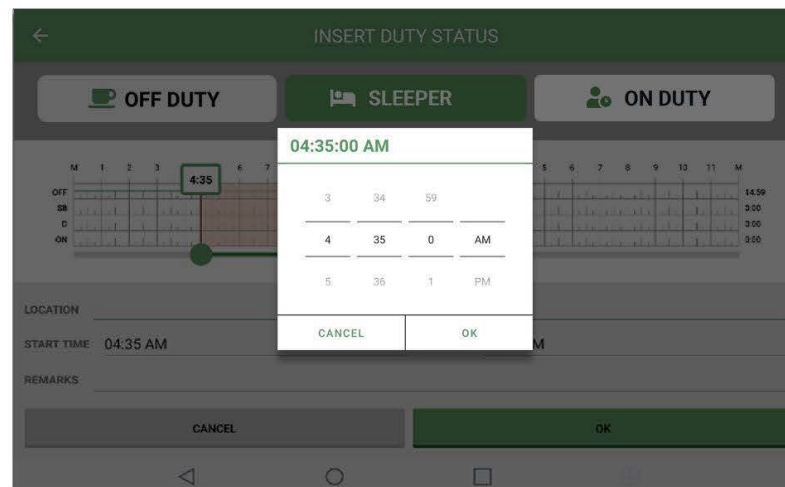 INSERT DUTY STATUS
OFF DUTY SLEEPER ON DUTY
04:35:00 AM
M 1 2 3 6 7 5 6 7 8 9 10 11 M
4:35
3 34 59
OFF 14:59
SB 3:00
D 3:00
ON 3:00
4 35 0 AM
5 36 1 PM
LOCATION
CANCEL OK
START TIME 04:35 AM M
REMARKS
CANCEL OK